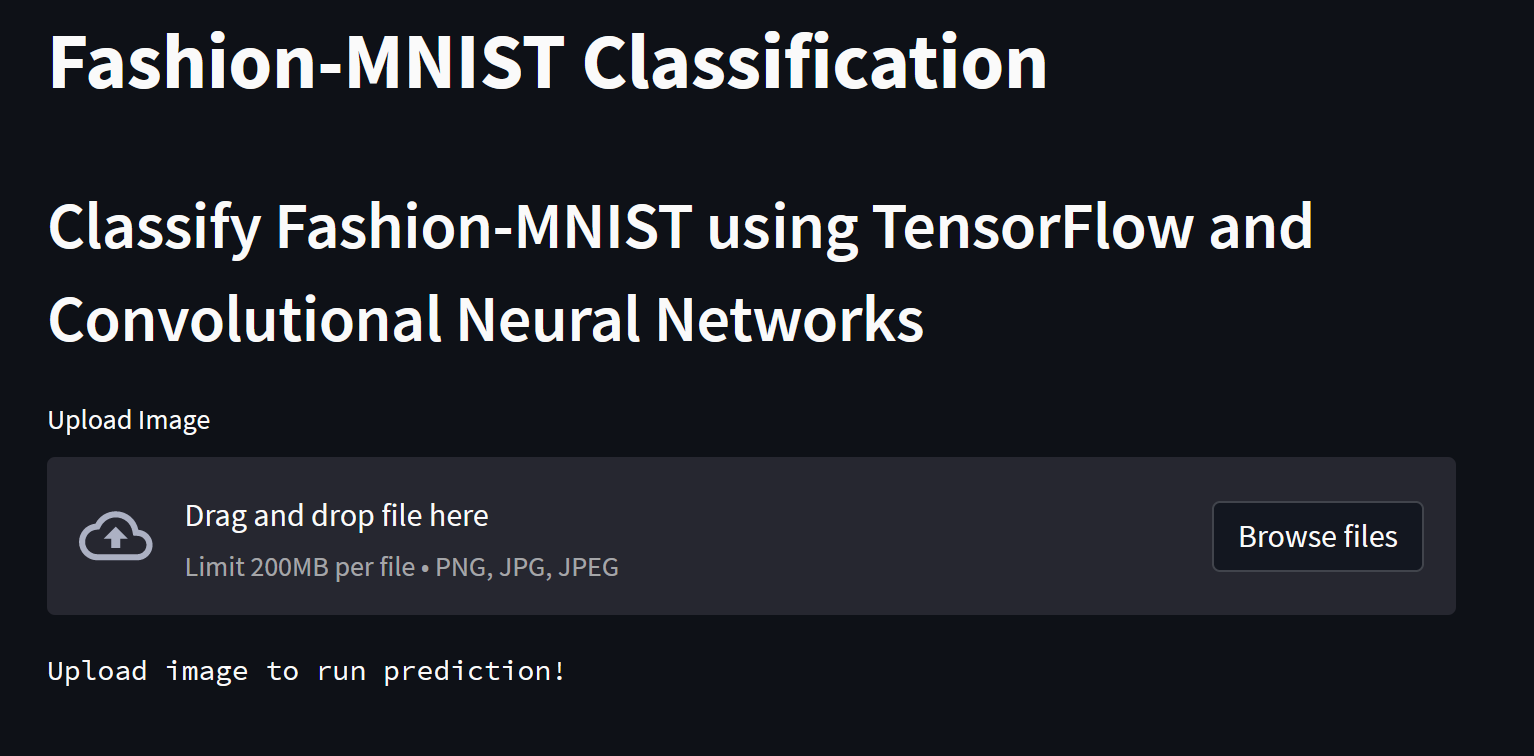 Fashion-MNIST Classification
Classify Fashion-MNIST using TensorFlow and
Convolutional Neural Networks
Upload Image
Drag and drop file here
Limit 200MB per file • PNG, JPG, JPEG
Browse files
Upload image to run prediction!